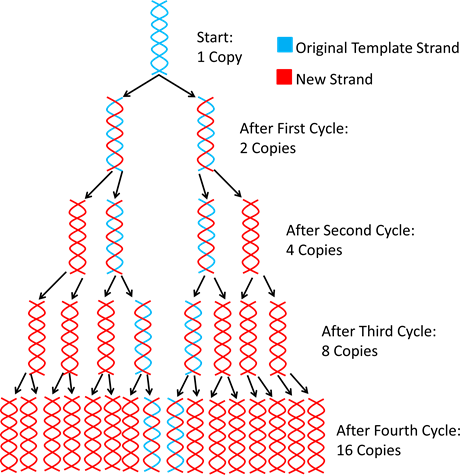 Start:
1 Copy
Original Template Strand
New Strand
After First Cycle:
2 Copies
After Second Cycle:
4 Copies
After Third Cycle:
8 Copies
After Fourth Cycle:
16 Copies